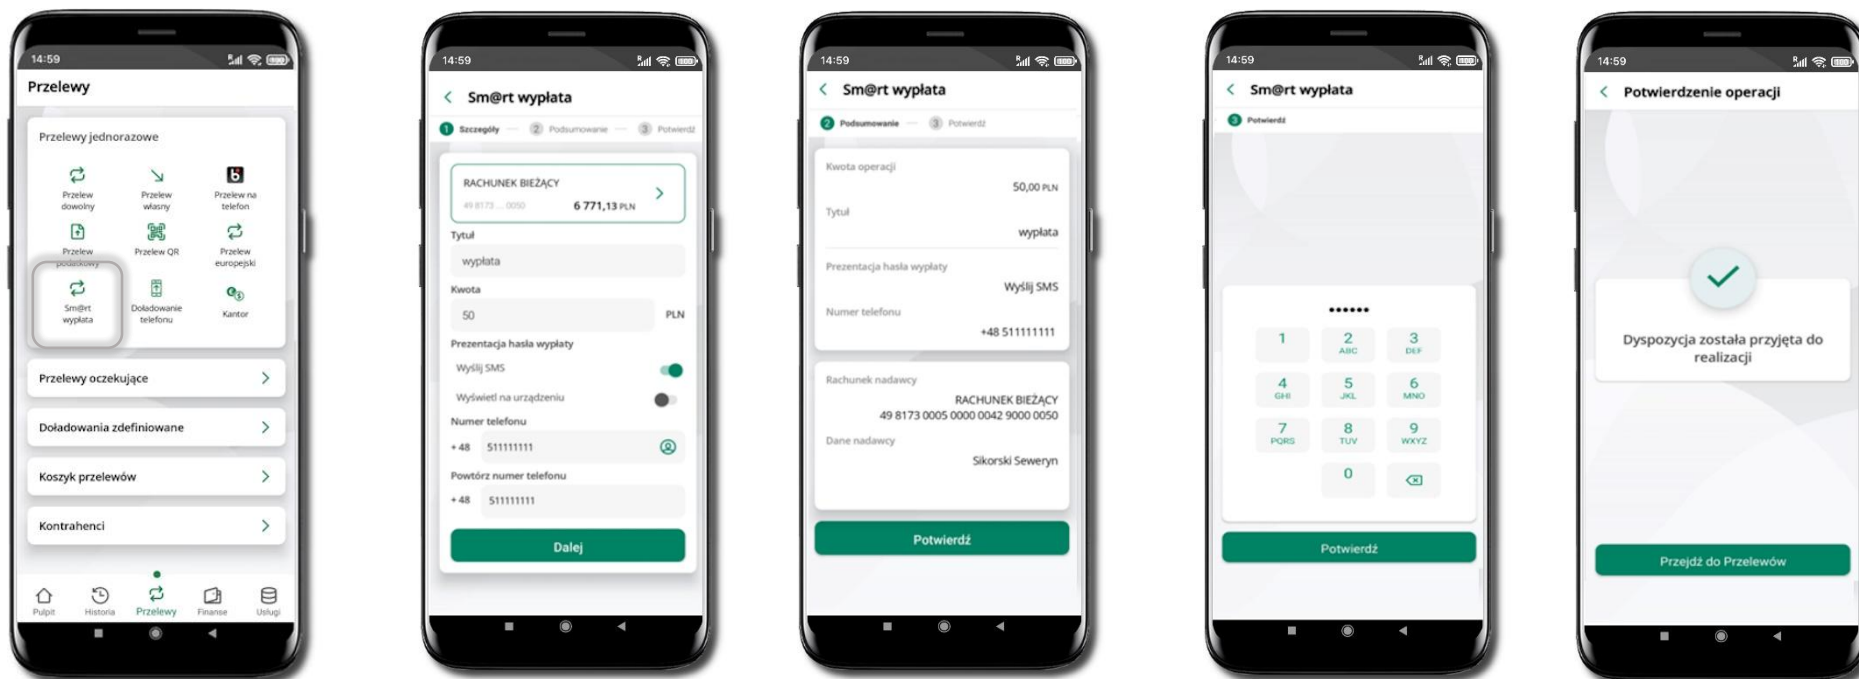 14:59
Przelewy
Przelewy jednorazowe
Przelew
dowolny
Przelew
własny
Przelew na
telefon
Przelew
podatkowy
Przelew QR
Przelew
europejski
Sm@rt
wypłata
Doładowanie
telefonu
Kantor
Przelewy oczekujące
Doładowania zdefiniowane
Koszyk przelewów
Kontrahenci
Pulpit
Historia
Przelewy
Finanse
Usługi
14:59
Sm@rt wypłata
1 Szczegóły 2 Podsumowanie 3 Potwierdź
RACHUNEK BIEŻĄCY
49 8173 ... 0050 6 771,13 PLN
Tytuł
wypłata
Kwota
50 PLN
Prezentacja hasła wypłaty
Wyślij SMS
Wyświetl na urządzeniu
Numer telefonu
+ 48 511111111
Powtórz numer telefonu
+ 48 511111111
Dalej
14:59
Sm@rt wypłata
2 Podsumowanie 3 Potwierdź
Kwota operacji
50,00 PLN
Tytuł
wypłata
Prezentacja hasła wypłaty
Wyślij SMS
Numer telefonu
+48 511111111
Rachunek nadawcy
RACHUNEK BIEŻĄCY
49 8173 0005 0000 0042 9000 0050
Dane nadawcy
Sikorski Seweryn
Potwierdź
14:59
Sm@rt wypłata
3 Potwierdź
1 2 3
ABC DEF
4 5 6
GHI JKL MNO
7 8 9
PQRS TUV WXYZ
0
Potwierdź
14:59
Potwierdzenie operacji
Dyspozycja została przyjęta do
realizacji
Przejdź do Przelewów